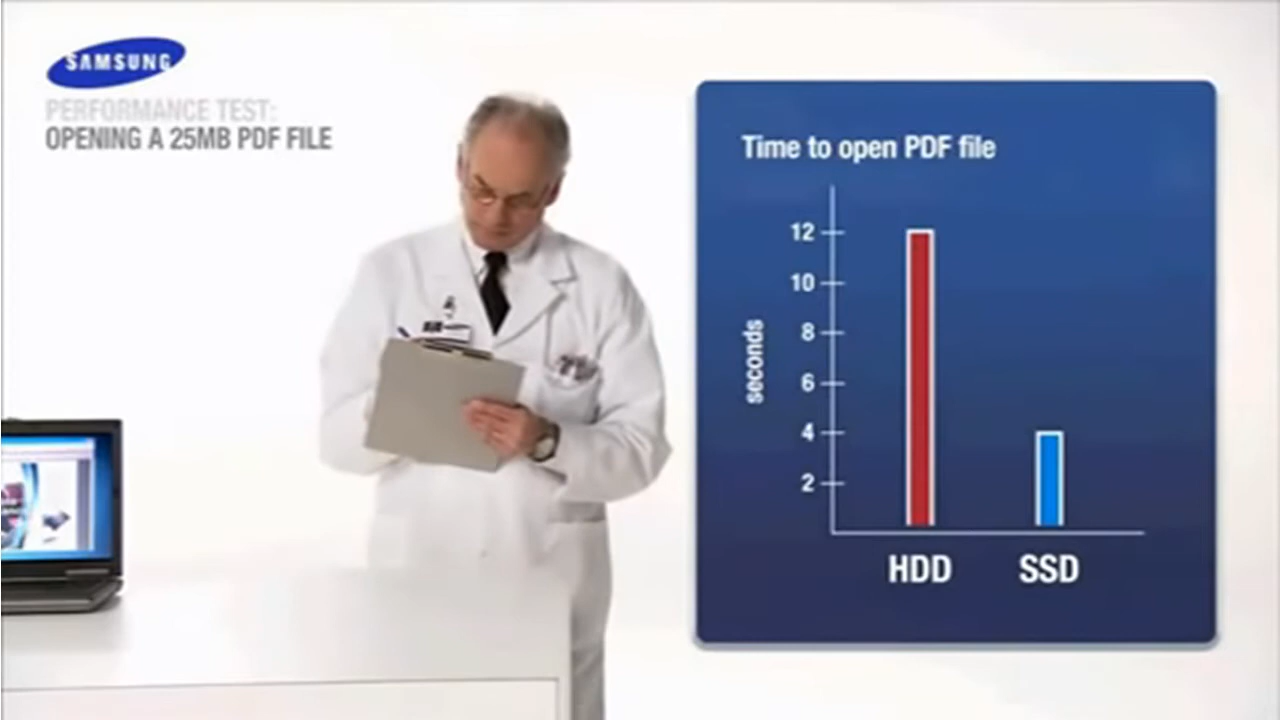 SAMSUNG
PERFORMANCE TEST:
OPENING A 25MB PDF FILE
Time to open PDF file
seconds
12
10
8
6
4
2
HDD
SSD